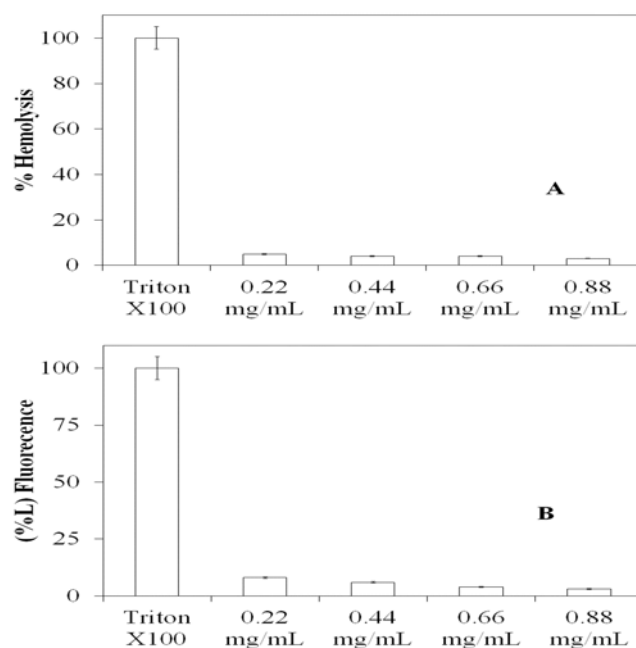 100
80
60
40
20
0
% Hemolysis
A
Triton 0.22 0.44 0.66 0.88
X100 mg/mL mg/mL mg/mL mg/mL
100
75
50
25
0
(%L) Fluorecence
B
Triton 0.22 0.44 0.66 0.88
X100 mg/mL mg/mL mg/mL mg/mL